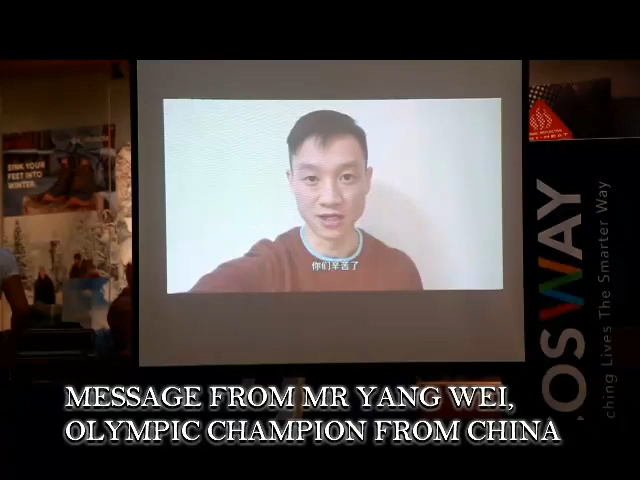 SINK YOUR
FEET INTO
WINTER.
你们辛苦了
OSWAY
ching Lives The Smarter Way
MESSAGE FROM MR YANG WEI,
OLYMPIC CHAMPION FROM CHINA